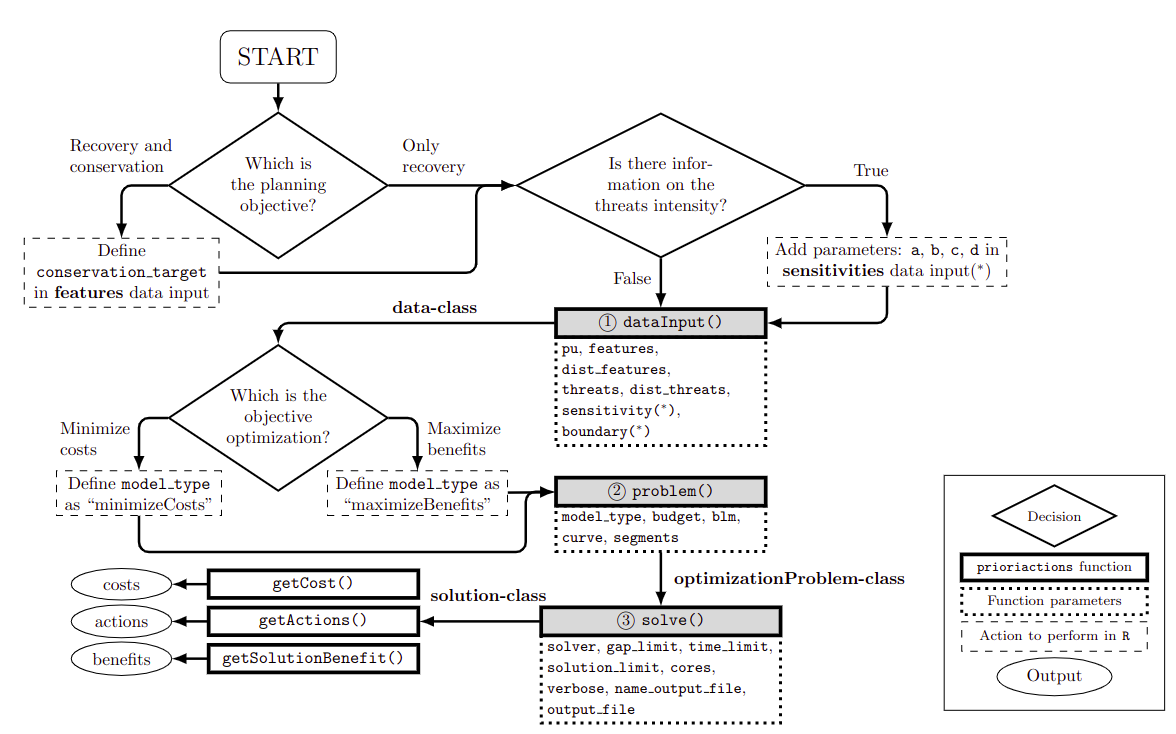 START
Recovery and
conservation
Which is
the planning
objective?
Only
recovery
Is there infor-
mation on the
threats intensity?
True
Define
conservation_target
in features data input
Add parameters: a, b, c, d in
sensitivities data input(*)
False
data-class
① dataInput()
pu, features,
dist_features,
threats, dist_threats,
sensitivity(*),
boundary(*)
Which is the
objective
optimization?
Minimize
costs
Maximize
benefits
Define model_type
as “minimizeCosts”
Define model_type as
“maximizeBenefits”
② problem()
model_type, budget, blm,
curve, segments
optimizationProblem-class
costs
getCost()
solution-class
actions
getActions()
benefits
getSolutionBenefit()
③ solve()
solver, gap_limit, time_limit,
solution_limit, cores,
verbose, name_output_file,
output_file
Decision
prioriactions function
Function parameters
Action to perform in R
Output